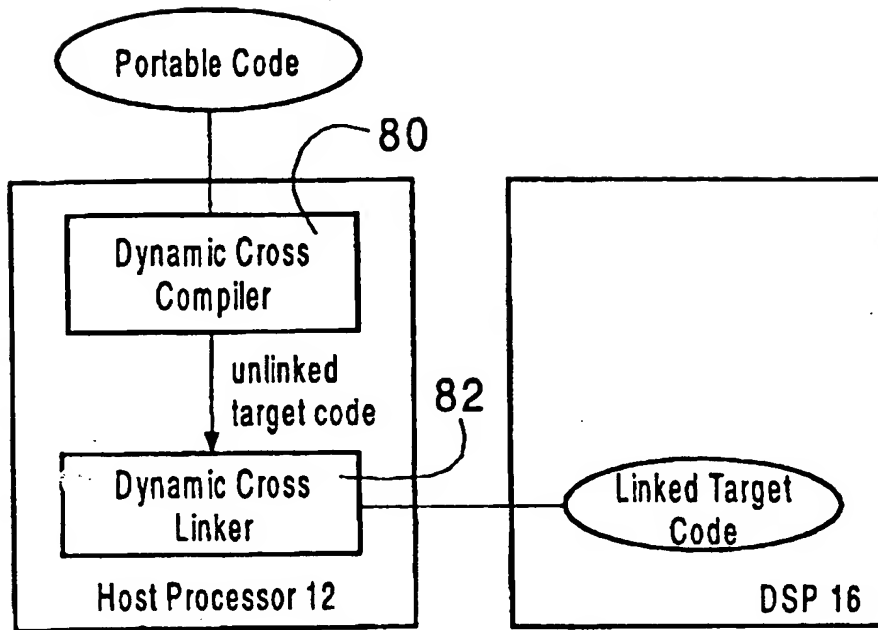 Portable Code
80
Dynamic Cross
Compiler
unlinked
target code
82
Dynamic Cross
Linker
Linked Target
Code
Host Processor 12
DSP 16